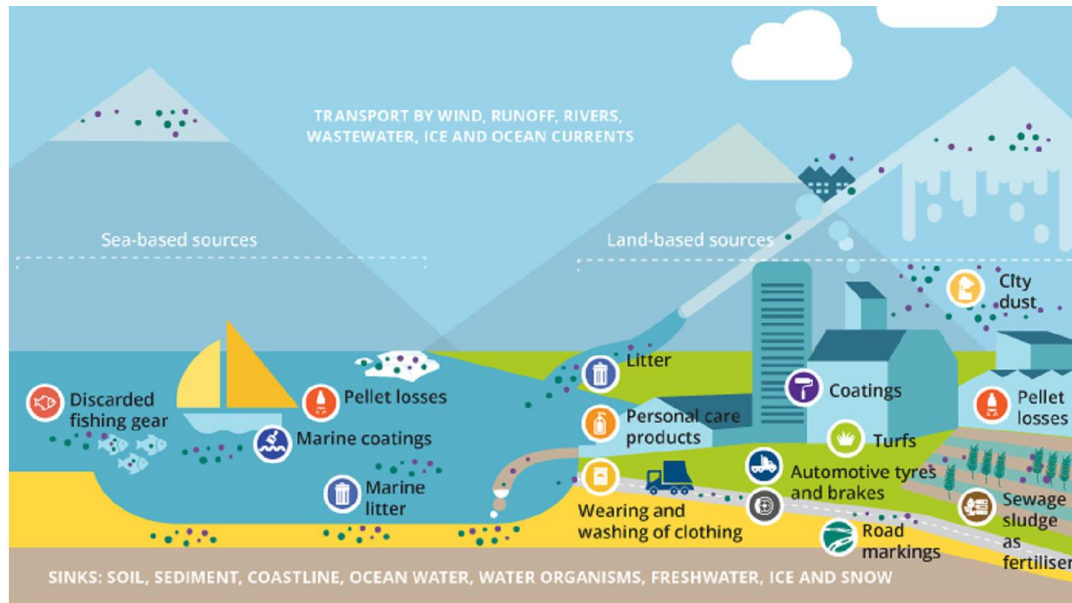 TRANSPORT BY WIND, RUNOFF, RIVERS,
WASTEWATER, ICE AND OCEAN CURRENTS
Sea-based sources
Land-based sources
City
dust
Litter
Discarded
fishing gear
Pellet losses
Coatings
Pellet
losses
Personal care
products
Marine coatings
Turfs
Automotive tyres
and brakes
Marine
litter
Wearing and
washing of clothing
Sewage
sludge
as
fertiliser
Road
markings
SINKS: SOIL, SEDIMENT, COASTLINE, OCEAN WATER, WATER ORGANISMS, FRESHWATER, ICE AND SNOW